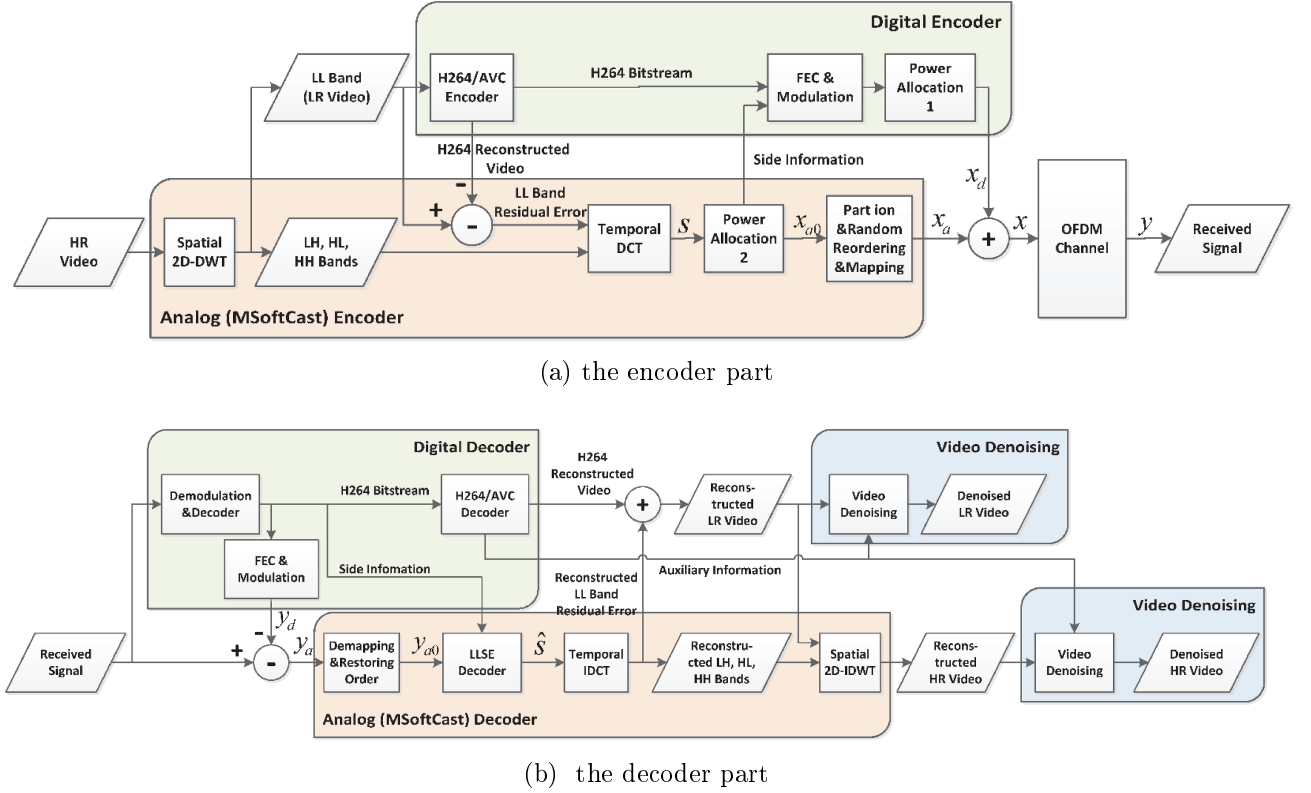 Digital Encoder
LL Band
(LR Video)
H264/AVC
Encoder
H264 Bitstream
FEC &
Modulation
Power
Allocation
1
H264 Reconstructed
Video
Side Information
x_d
-
+
-
LL Band
Residual Error
HR
Video
Spatial
2D-DWT
LH, HL,
HH Bands
Temporal
DCT
s
Power
Allocation
2
x_a0
Part ion
&Random
Reordering
&Mapping
x_a
+
x
OFDM
Channel
y
Received
Signal
Analog (MSoftCast) Encoder
(a) the encoder part
Digital Decoder
Demodulation
&Decoder
H264 Bitstream
H264/AVC
Decoder
H264
Reconstructed
Video
+
Recons-
tructed
LR Video
Video Denoising
Video
Denoising
Denoised
LR Video
FEC &
Modulation
Side Infomation
Auxiliary Information
Reconstructed
LL Band
Residual Error
Video Denoising
Received
Signal
+
-
y_d
-
y_a
Demapping
&Restoring
Order
y_a0
LLSE
Decoder
ŝ
Temporal
IDCT
Reconstru-
cted LH, HL,
HH Bands
Spatial
2D-IDWT
Recons-
tructed
HR Video
Video
Denoising
Denoised
HR Video
Analog (MSoftCast) Decoder
(b) the decoder part